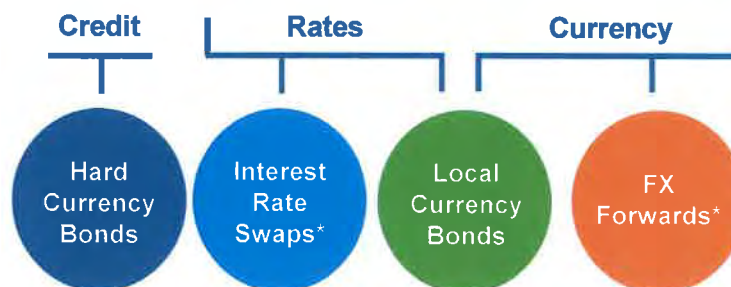 Credit
Rates
Currency
Hard
Currency
Bonds
Interest
Rate
Swaps*
Local
Currency
Bonds
FX
Forwards*